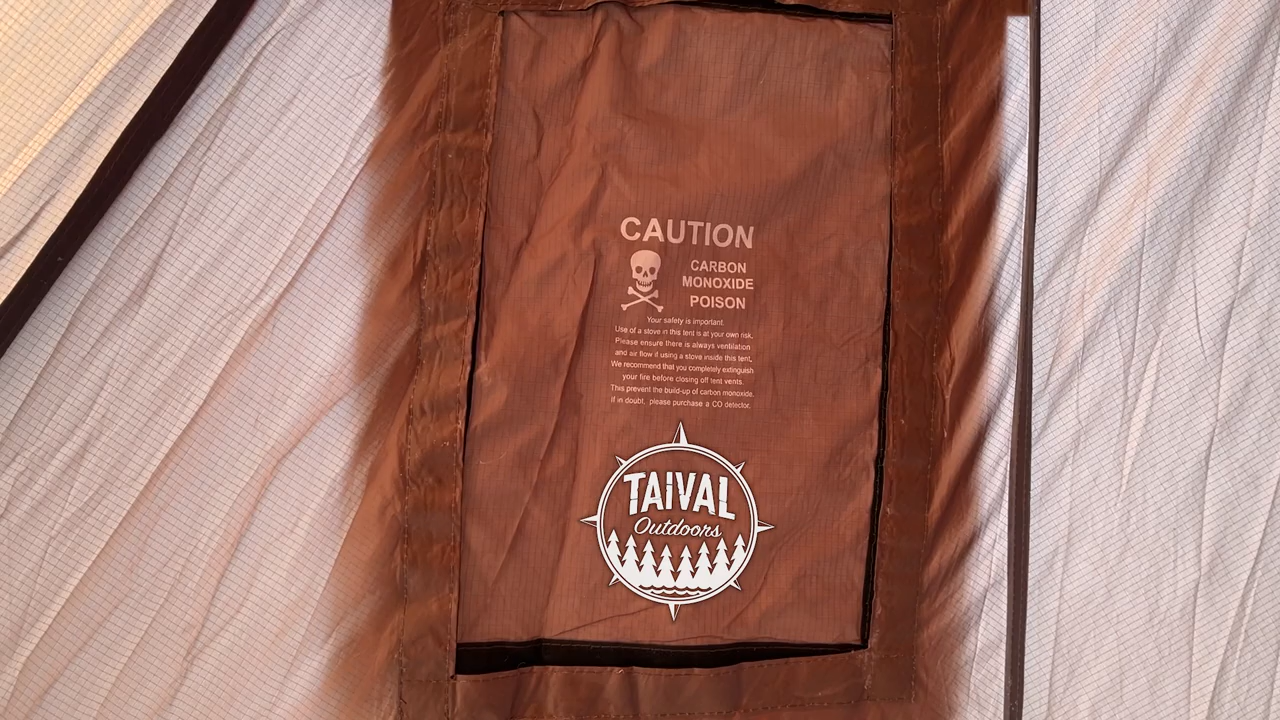 CAUTION
CARBON
MONOXIDE
POISON
Your safety is important.
Use of a stove in this tent is at your own risk.
Please ensure there is always ventilation
and air flow if using a stove inside this tent.
We recommend that you completely extinguish
your fire before closing off tent vents.
This prevent the build-up of carbon monoxide.
If in doubt, please purchase a CO detector.
TAIVAL
Outdoors